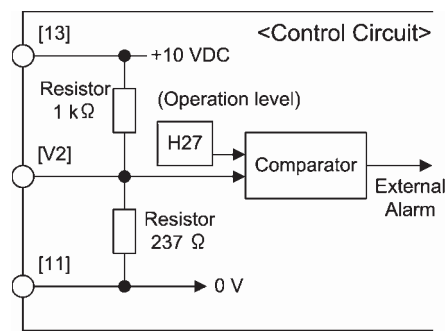 [13]
<Control Circuit>
+10 VDC
Resistor
1 kΩ
(Operation level)
H27
[V2]
Comparator
External
Alarm
Resistor
237 Ω
[11]
0 V